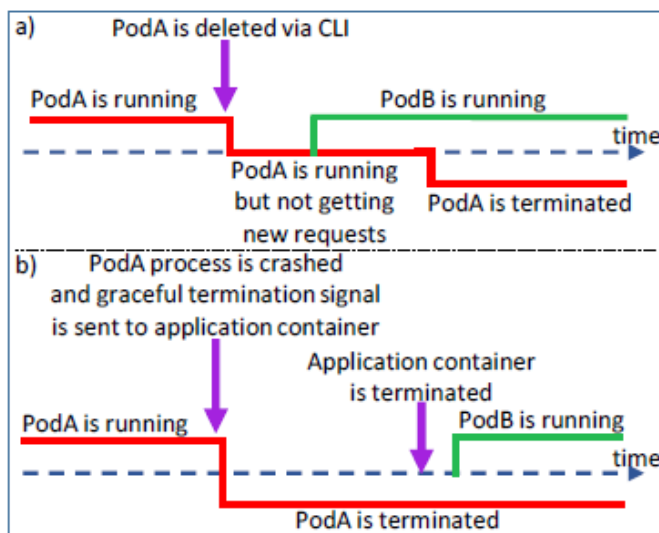 a)
PodA is deleted via CLI
PodA is running
PodB is running
time
PodA is running
but not getting
new requests
PodA is terminated
b)
PodA process is crashed
and graceful termination signal
is sent to application container
Application container
is terminated
PodA is running
PodB is running
time
PodA is terminated